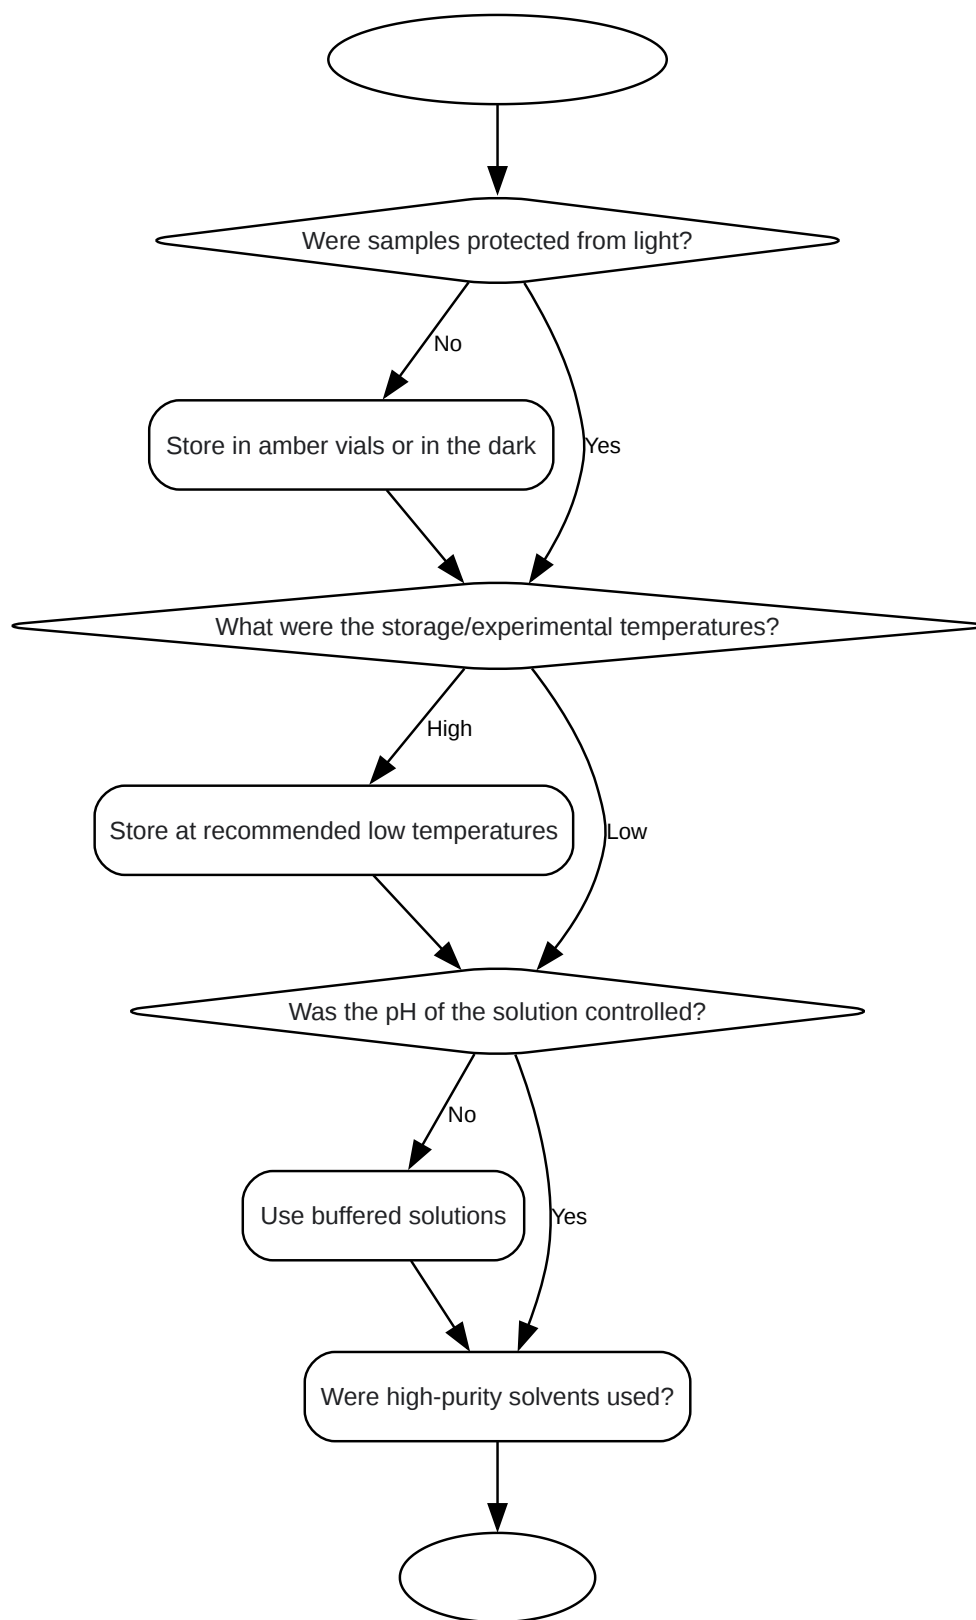 Were samples protected from light?
No
Store in amber vials or in the dark
Yes
What were the storage/experimental temperatures?
High
Store at recommended low temperatures
Low
Was the pH of the solution controlled?
No
Use buffered solutions
Yes
Were high-purity solvents used?